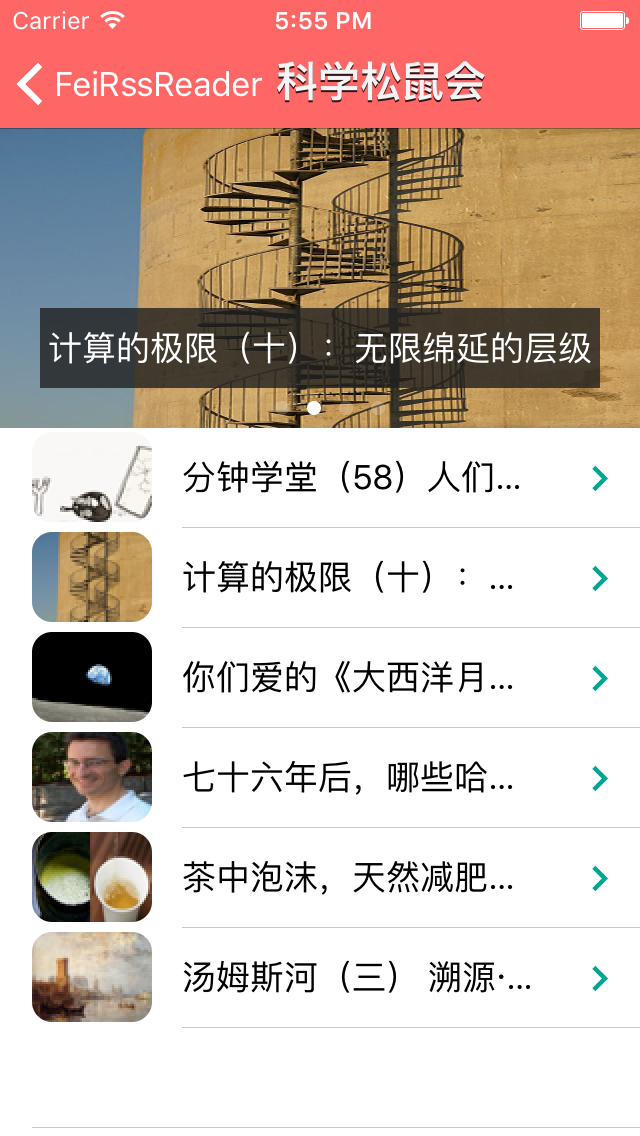 Carrier 5:55 PM
FeiRssReader 科学松鼠会
计算的极限（十）：无限绵延的层级
分钟学堂（58）人们...
计算的极限（十）：...
你们爱的《大西洋月...
七十六年后，哪些哈...
茶中泡沫，天然减肥...
汤姆斯河（三） 溯源·...